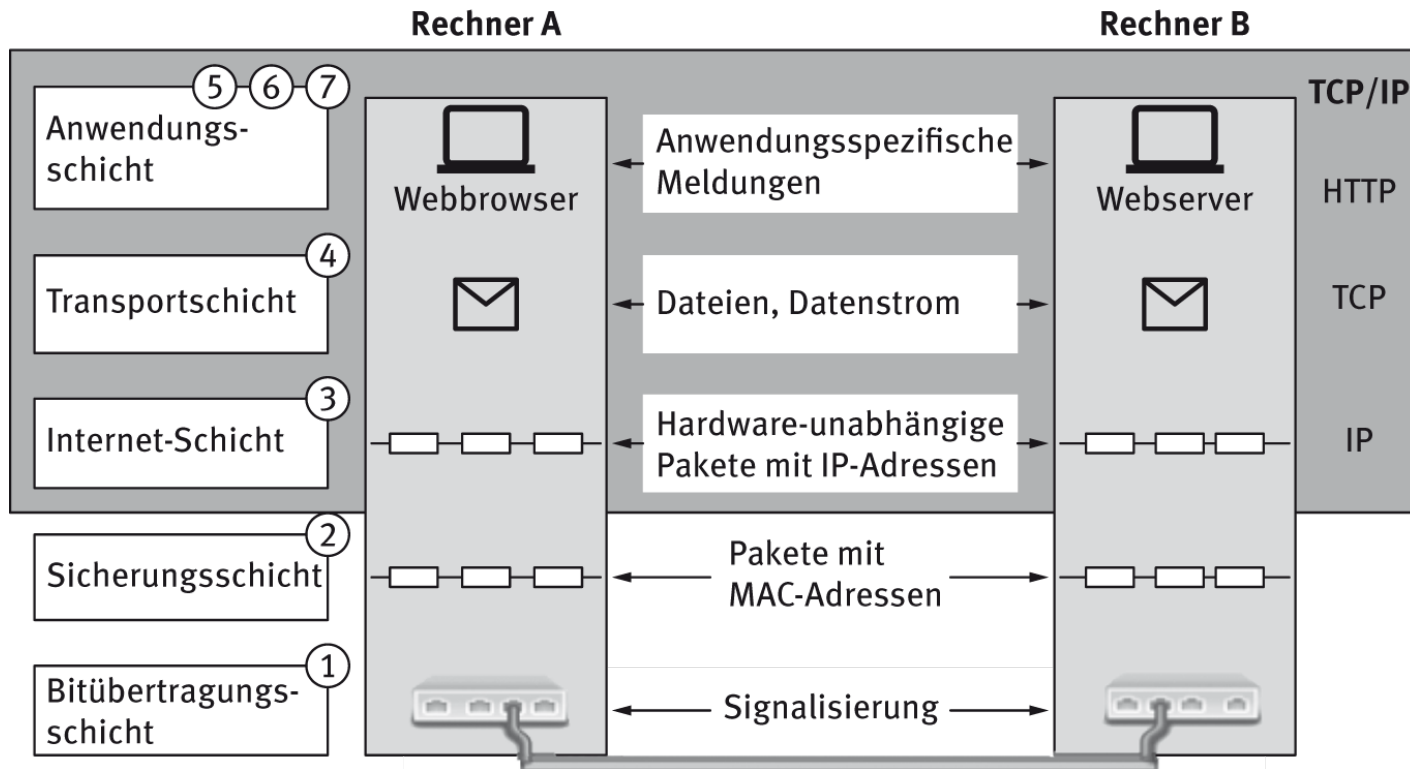 Rechner A
Rechner B
TCP/IP
5 6 7
Anwendungs-
schicht
Webbrowser
Anwendungsspezifische
Meldungen
Webserver
HTTP
4
Transportschicht
Dateien, Datenstrom
TCP
3
Internet-Schicht
Hardware-unabhängige
Pakete mit IP-Adressen
IP
2
Sicherungsschicht
Pakete mit
MAC-Adressen
1
Bitübertragungs-
schicht
Signalisierung